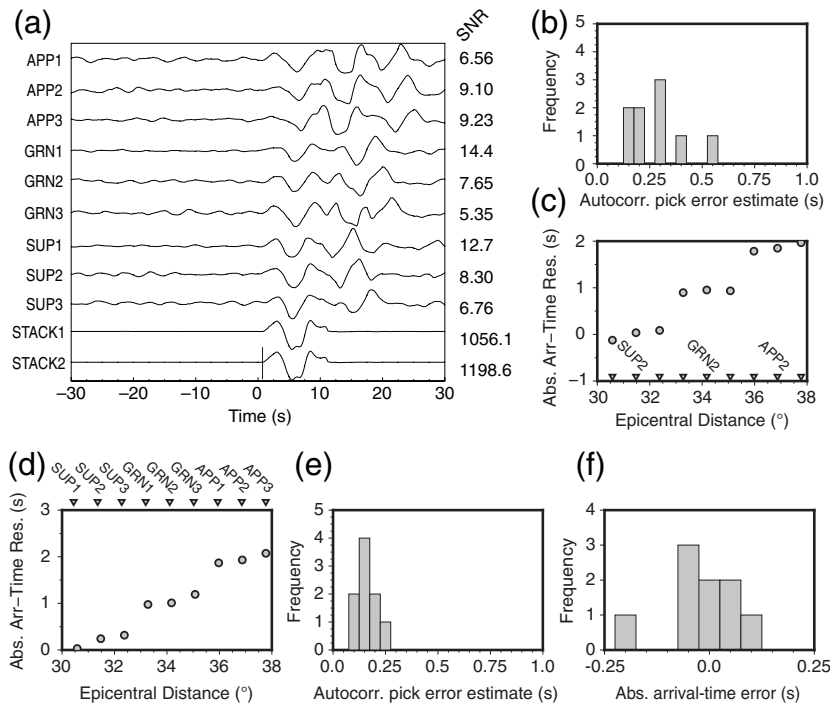 (a)
SNR
APP1 6.56
APP2 9.10
APP3 9.23
GRN1 14.4
GRN2 7.65
GRN3 5.35
SUP1 12.7
SUP2 8.30
SUP3 6.76
STACK1 1056.1
STACK2 1198.6
−30 −20 −10 0 10 20 30
Time (s)
(b)
5
4
3
2
1
0
Frequency
0.0 0.25 0.5 0.75 1.0
Autocorr. pick error estimate (s)
(c)
2
1
0
−1
Abs. Arr−Time Res. (s)
SUP2 GRN2 APP2
30 32 34 36 38
Epicentral Distance (°)
(d)
SUP1 SUP2 SUP3 GRN1 GRN2 GRN3 APP1 APP2 APP3
3
2
1
0
Abs. Arr−Time Res. (s)
30 32 34 36 38
Epicentral Distance (°)
(e)
5
4
3
2
1
0
Frequency
0.0 0.25 0.5 0.75 1.0
Autocorr. pick error estimate (s)
(f)
4
3
2
1
0
Frequency
-0.25 0.0 0.25
Abs. arrival-time error (s)